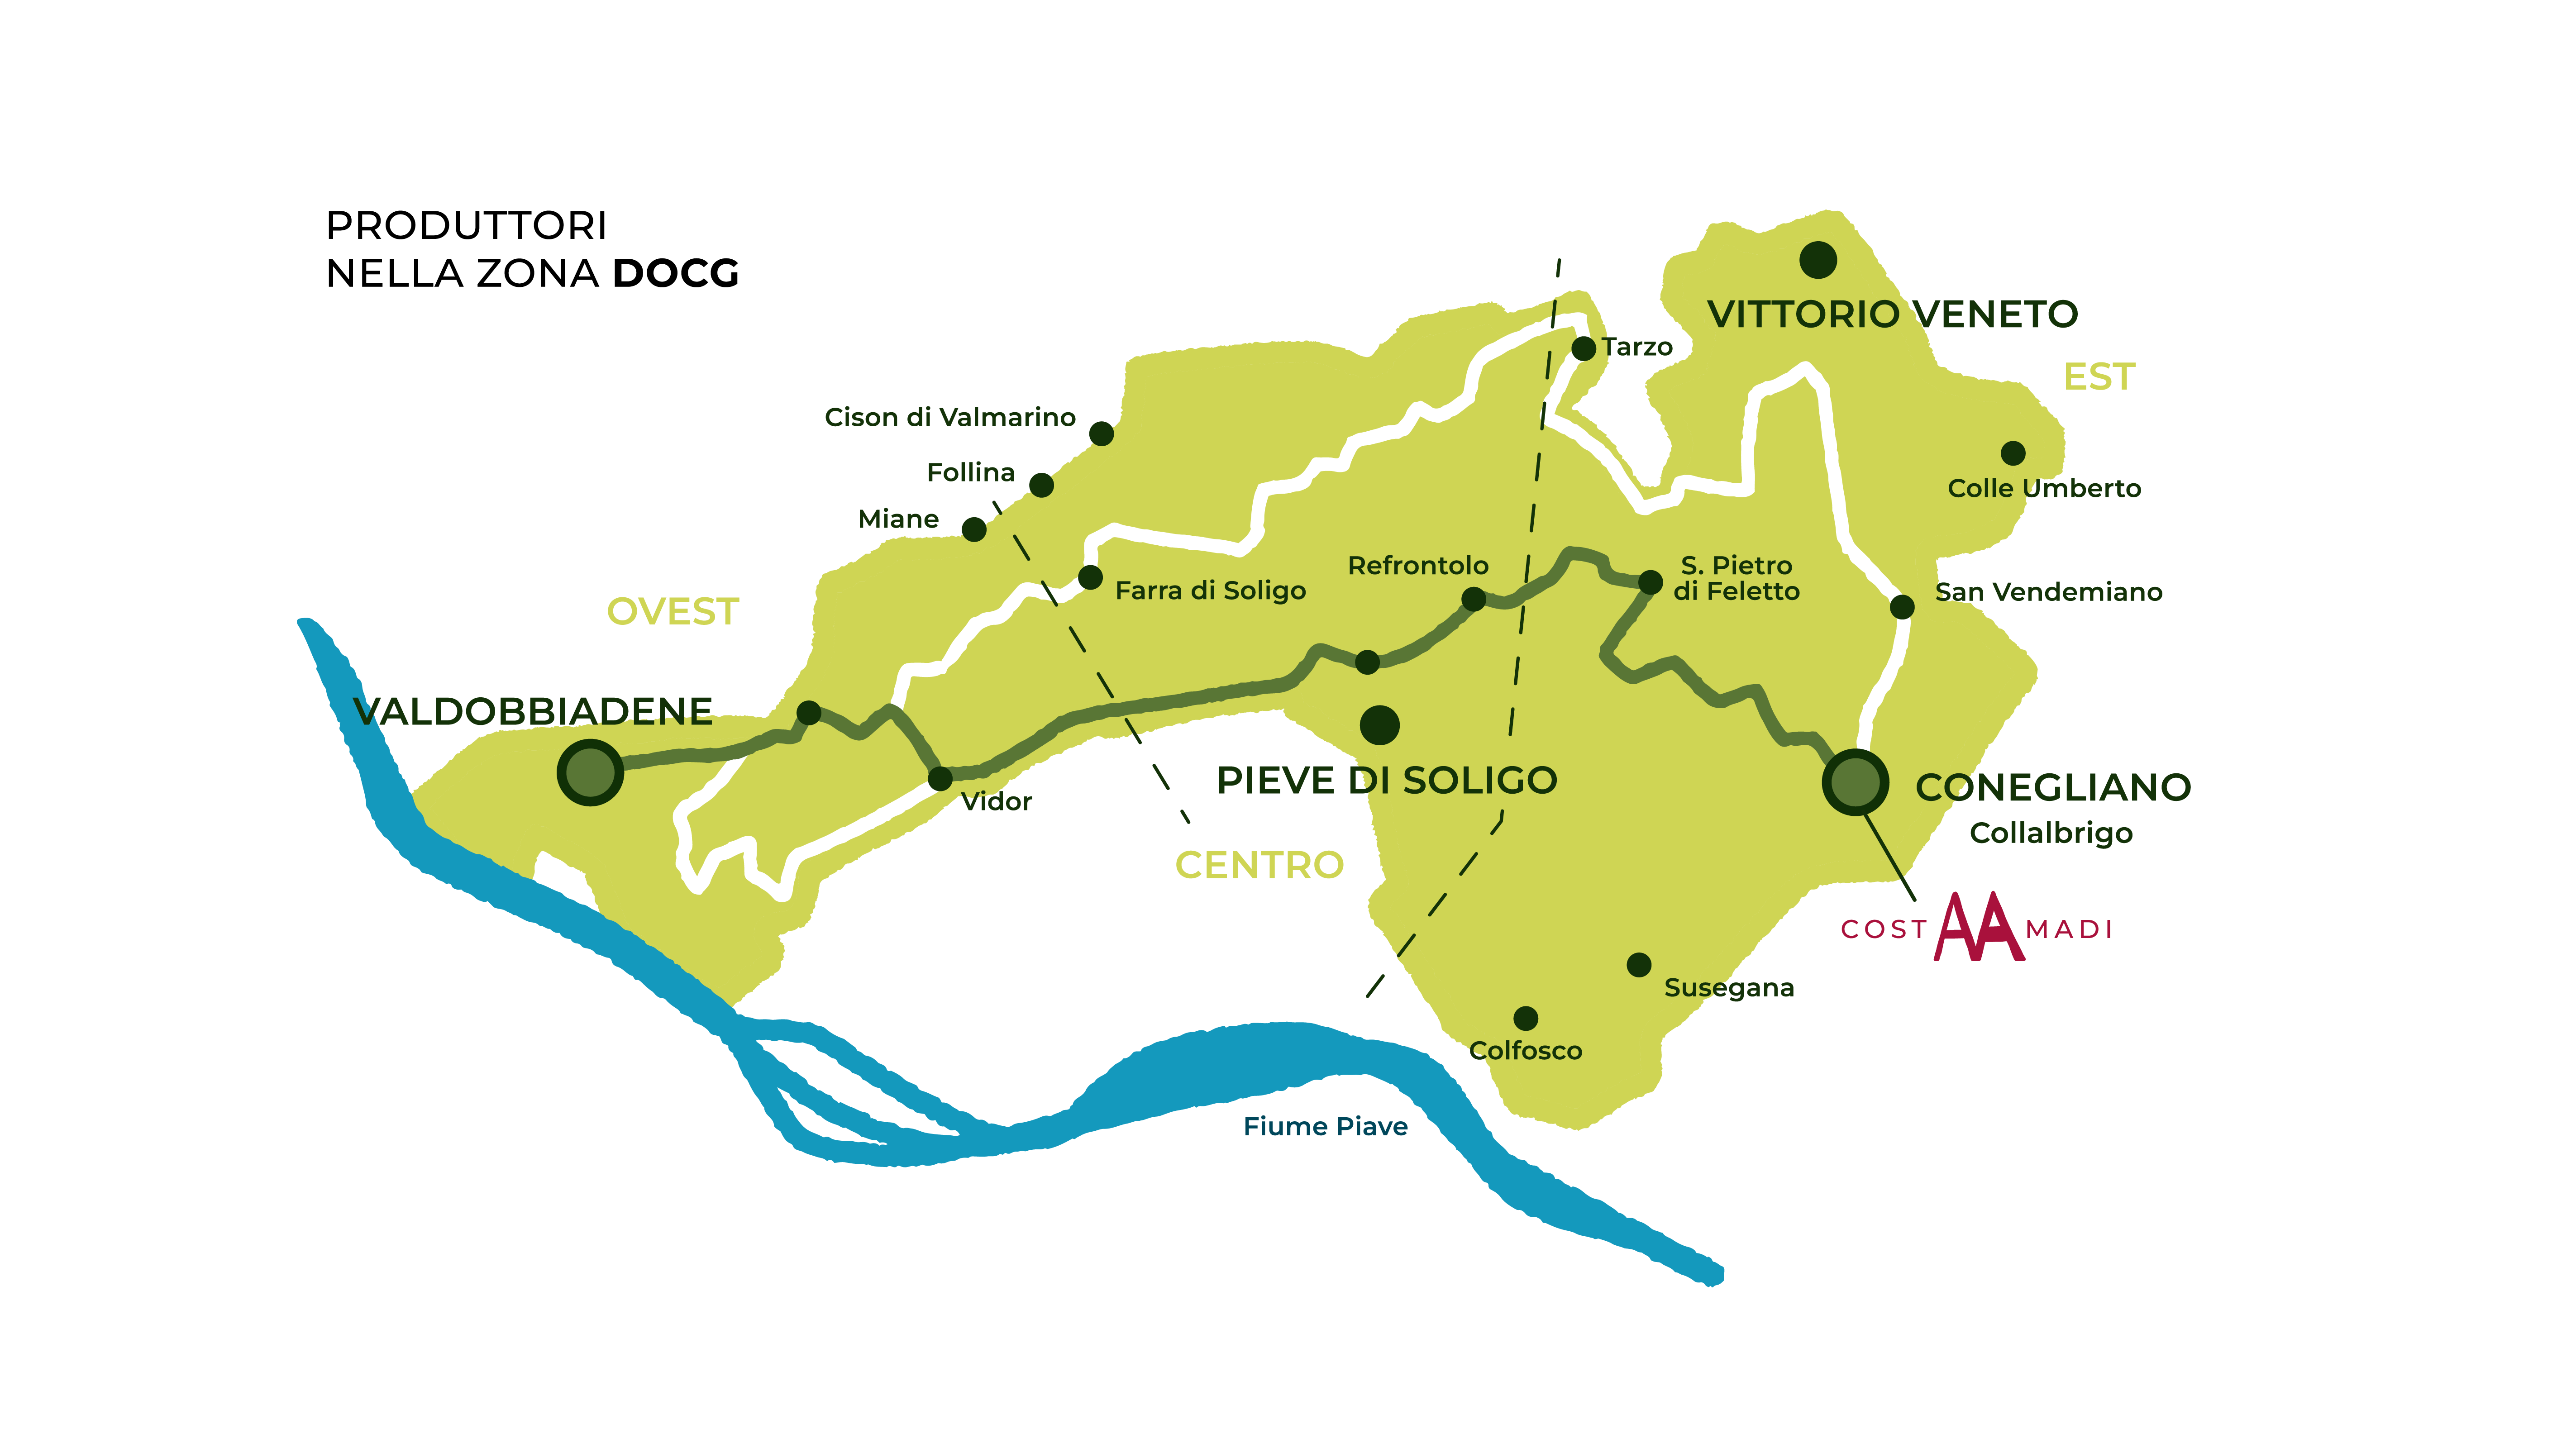 PRODUTTORI
NELLA ZONA DOCG
VITTORIO VENETO
Tarzo
EST
Cison di Valmarino
Follina
Colle Umberto
Miane
Refrontolo
S. Pietro
di Feletto
Farra di Soligo
San Vendemiano
OVEST
VALDOBBIADENE
PIEVE DI SOLIGO
CONEGLIANO
Vidor
Collalbrigo
CENTRO
COSTAAMADI
Susegana
Colfosco
Fiume Piave